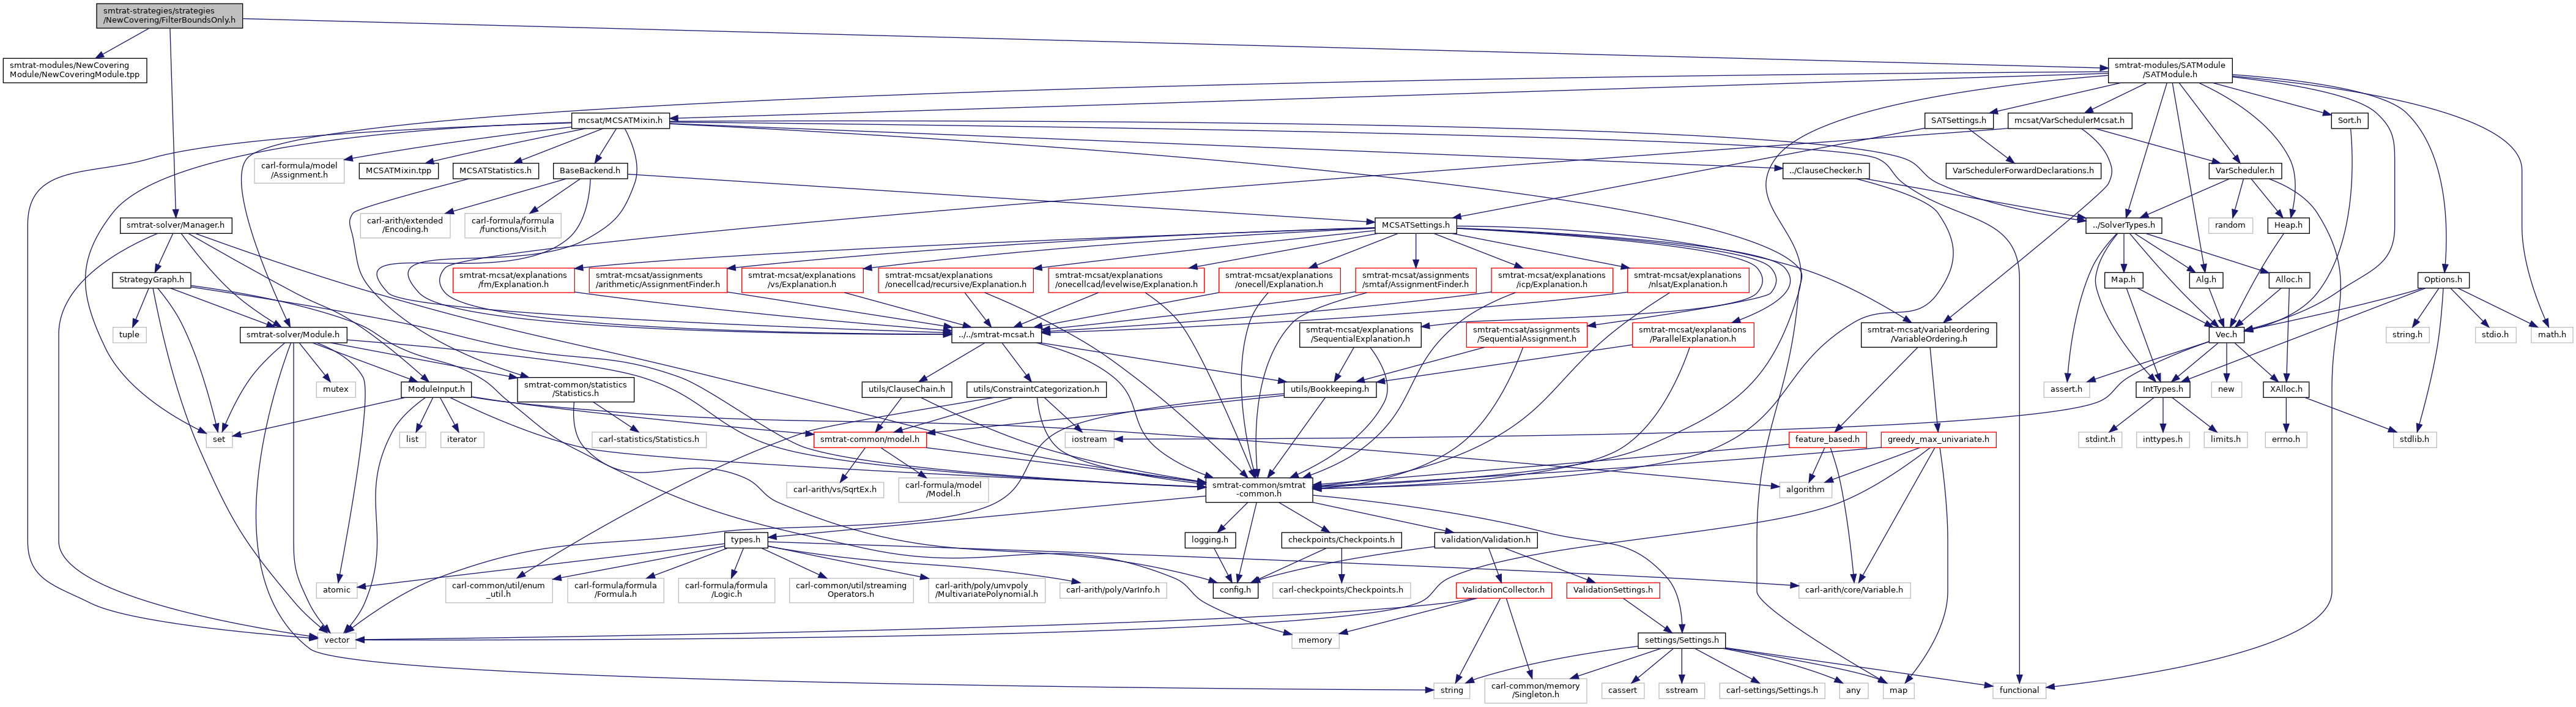 smtrat-strategies/strategies
/NewCovering/FilterBoundsOnly.h
smtrat-modules/NewCovering
Module/NewCoveringModule.tpp
smtrat-modules/SATModule
/SATModule.h
mcsat/MCSATMixin.h
SATSettings.h
mcsat/VarSchedulerMcsat.h
Sort.h
carl-formula/model
/Assignment.h
MCSATMixin.tpp
MCSATStatistics.h
BaseBackend.h
../ClauseChecker.h
VarSchedulerForwardDeclarations.h
VarScheduler.h
smtrat-solver/Manager.h
carl-arith/extended
/Encoding.h
carl-formula/formula
/functions/Visit.h
MCSATSettings.h
../SolverTypes.h
random
Heap.h
StrategyGraph.h
smtrat-mcsat/explanations
/fm/Explanation.h
smtrat-mcsat/assignments
/arithmetic/AssignmentFinder.h
smtrat-mcsat/explanations
/vs/Explanation.h
smtrat-mcsat/explanations
/onecellcad/recursive/Explanation.h
smtrat-mcsat/explanations
/onecellcad/levelwise/Explanation.h
smtrat-mcsat/explanations
/onecell/Explanation.h
smtrat-mcsat/assignments
/smtaf/AssignmentFinder.h
smtrat-mcsat/explanations
/icp/Explanation.h
smtrat-mcsat/explanations
/nlsat/Explanation.h
Map.h
Alg.h
Alloc.h
Options.h
tuple
smtrat-solver/Module.h
../../smtrat-mcsat.h
smtrat-mcsat/explanations
/SequentialExplanation.h
smtrat-mcsat/assignments
/SequentialAssignment.h
smtrat-mcsat/explanations
/ParallelExplanation.h
smtrat-mcsat/variableordering
/VariableOrdering.h
Vec.h
string.h
stdio.h
math.h
mutex
ModuleInput.h
smtrat-common/statistics
/Statistics.h
utils/ClauseChain.h
utils/ConstraintCategorization.h
utils/Bookkeeping.h
assert.h
IntTypes.h
new
XAlloc.h
set
list
iterator
carl-statistics/Statistics.h
smtrat-common/model.h
iostream
feature_based.h
greedy_max_univariate.h
stdint.h
inttypes.h
limits.h
errno.h
stdlib.h
carl-arith/vs/SqrtEx.h
carl-formula/model
/Model.h
smtrat-common/smtrat
-common.h
algorithm
types.h
logging.h
checkpoints/Checkpoints.h
validation/Validation.h
atomic
carl-common/util/enum
_util.h
carl-formula/formula
/Formula.h
carl-formula/formula
/Logic.h
carl-common/util/streaming
Operators.h
carl-arith/poly/umvpoly
/MultivariatePolynomial.h
carl-arith/poly/VarInfo.h
config.h
carl-checkpoints/Checkpoints.h
ValidationCollector.h
ValidationSettings.h
carl-arith/core/Variable.h
vector
memory
settings/Settings.h
string
carl-common/memory
/Singleton.h
cassert
sstream
carl-settings/Settings.h
any
map
functional